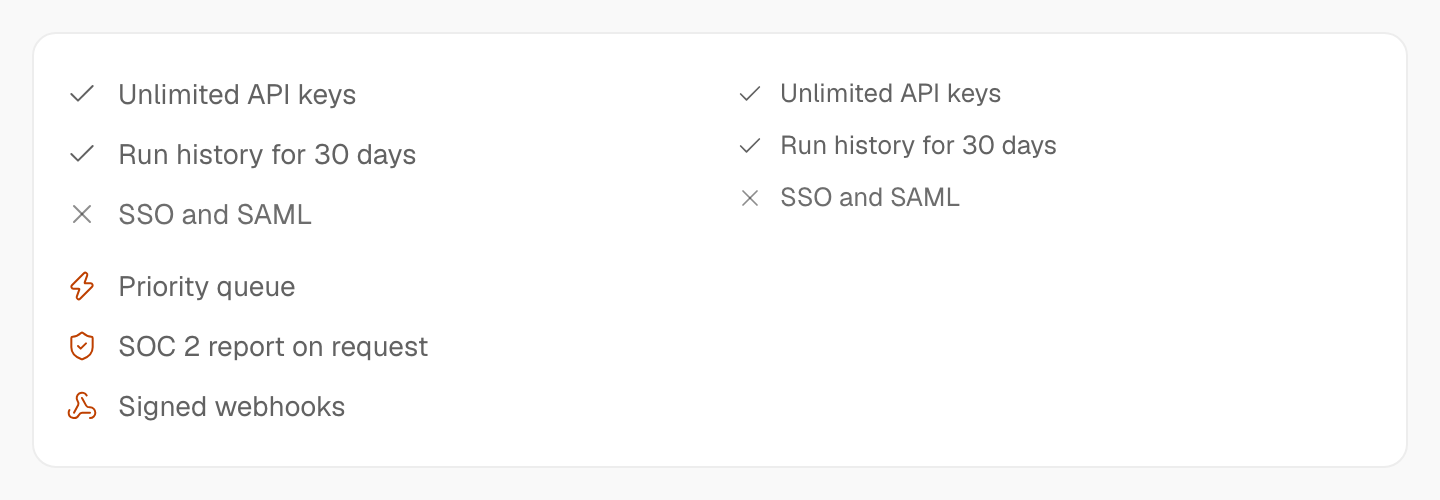 Unlimited API keys
Run history for 30 days
SSO and SAML
Priority queue
SOC 2 report on request
Signed webhooks
Unlimited API keys
Run history for 30 days
SSO and SAML